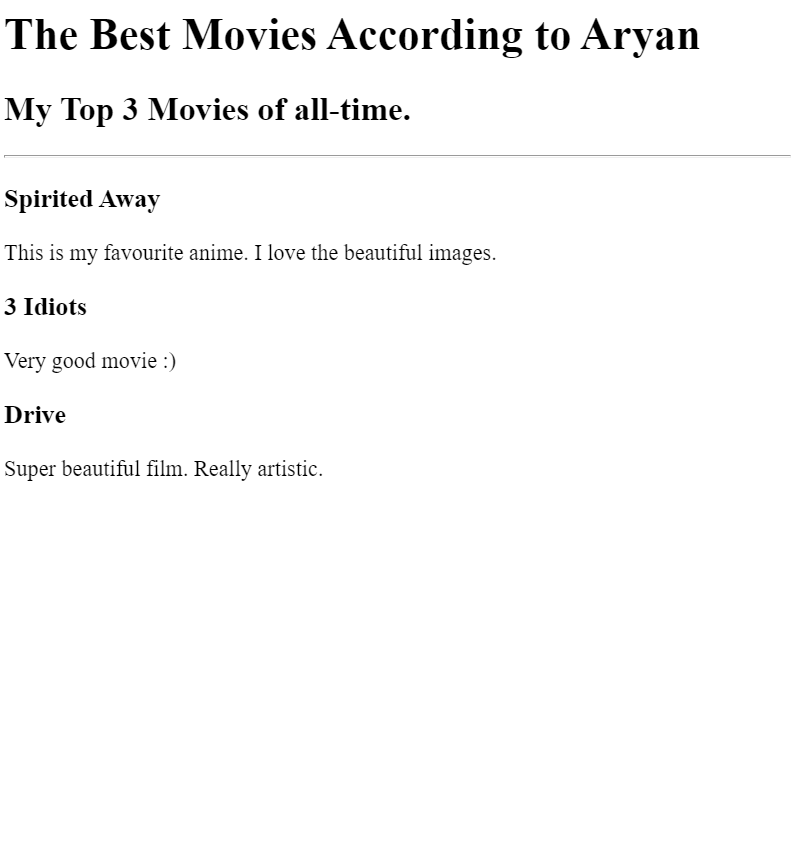 The Best Movies According to Aryan
My Top 3 Movies of all-time.
Spirited Away
This is my favourite anime. I love the beautiful images.
3 Idiots
Very good movie :)
Drive
Super beautiful film. Really artistic.